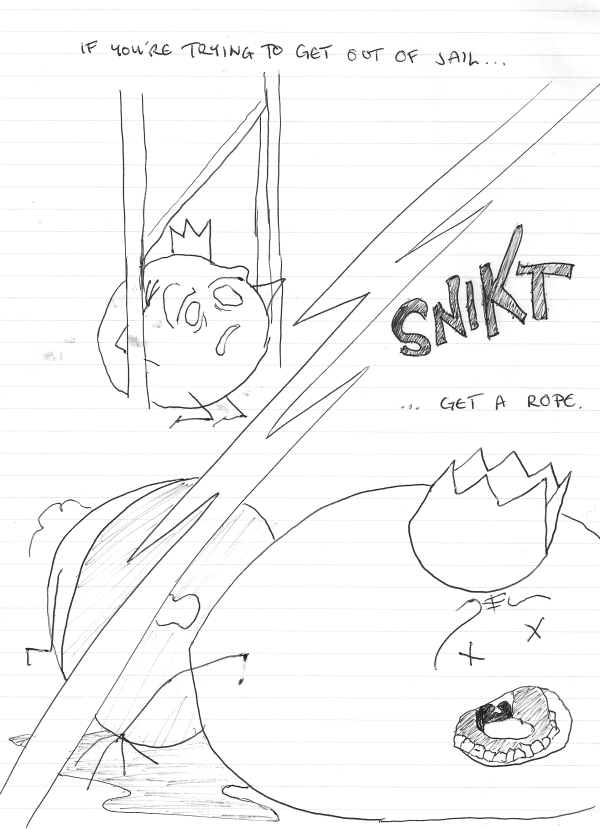 IF YOU'RE TRYING TO GET OUT OF JAIL...
SNIKT
... GET A ROPE.